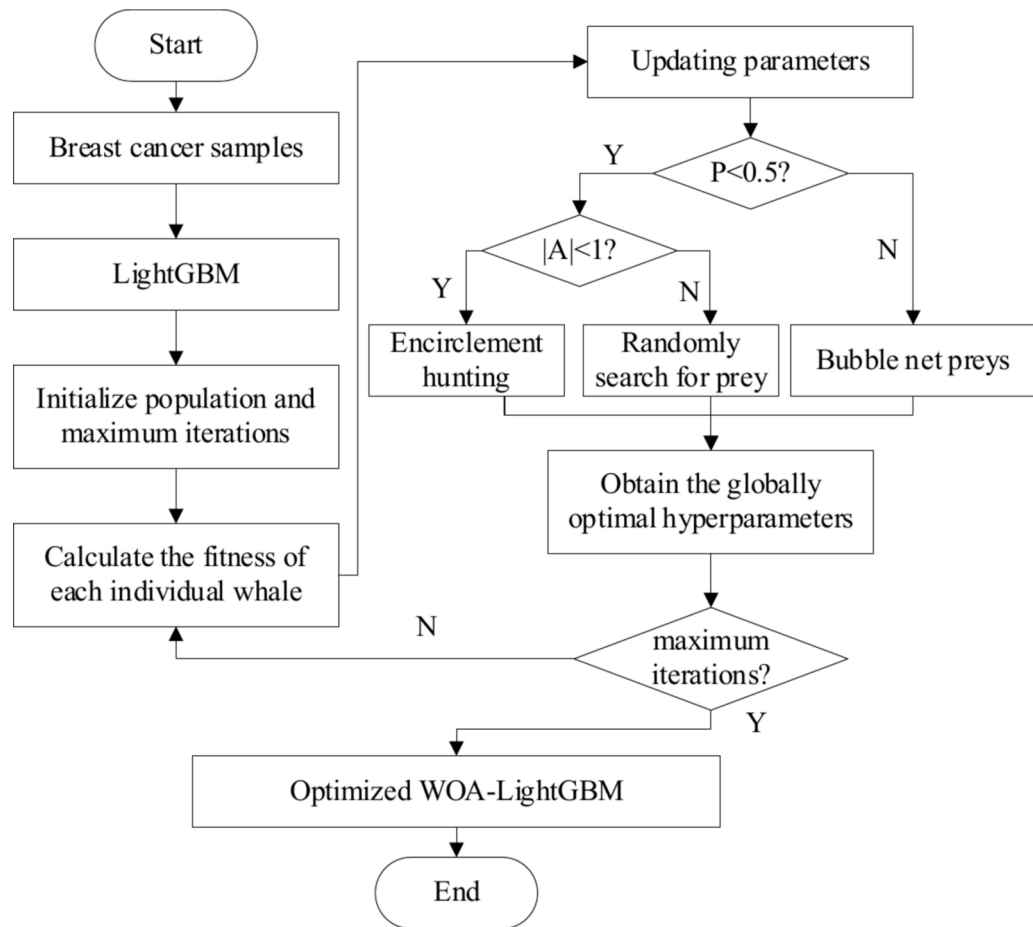 Start
Breast cancer samples
LightGBM
Initialize population and
maximum iterations
Calculate the fitness of
each individual whale
Updating parameters
P<0.5?
Y
N
|A|<1?
Y
N
Encirclement
hunting
Randomly
search for prey
Bubble net preys
Obtain the globally
optimal hyperparameters
maximum
iterations?
N
Y
Optimized WOA-LightGBM
End